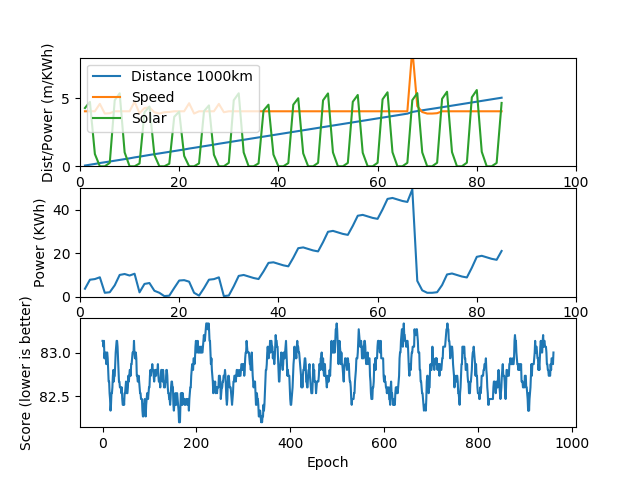 Dist/Power (m/KWh)
5
0
Distance 1000km
Speed
Solar
0 20 40 60 80 100
Power (KWh)
40
20
0
0 20 40 60 80 100
Score (lower is better)
83.0
82.5
0 200 400 600 800 1000
Epoch